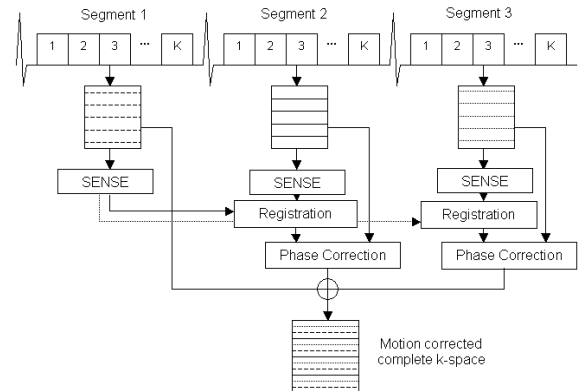 Segment 1 Segment 2 Segment 3
1 2 3 ... K 1 2 3 ... K 1 2 3 ... K
SENSE SENSE SENSE
Registration Registration
Phase Correction Phase Correction
Motion corrected
complete k-space